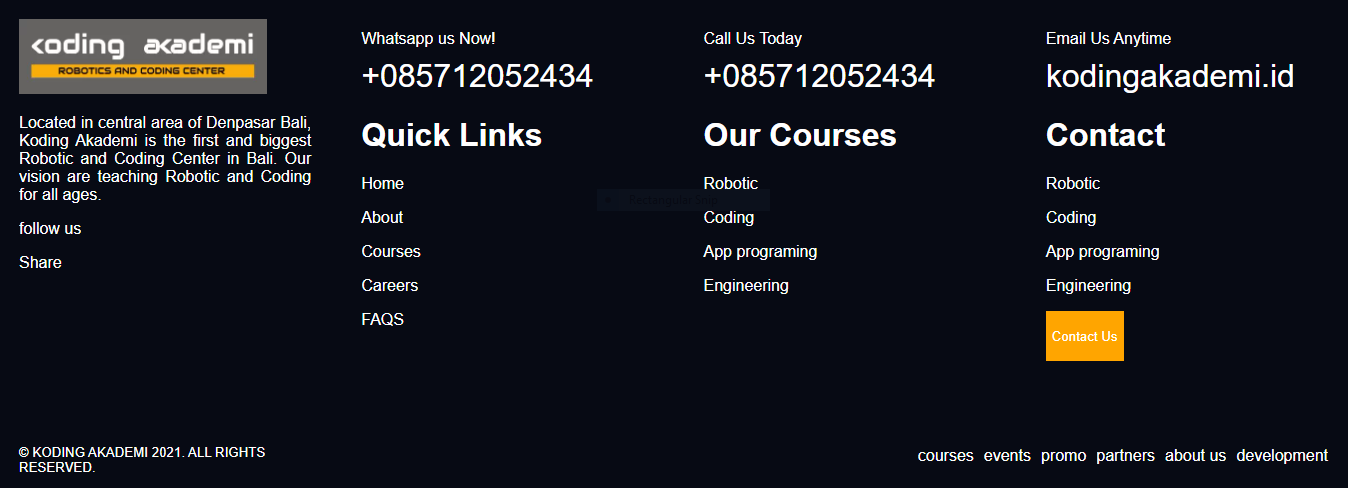 koding akademi
ROBOTICS AND CODING CENTER
Located in central area of Denpasar Bali,
Koding Akademi is the first and biggest
Robotic and Coding Center in Bali. Our
vision are teaching Robotic and Coding
for all ages.
follow us
Share
Whatsapp us Now!
+085712052434
Quick Links
Home
About
Courses
Careers
FAQS
Call Us Today
+085712052434
Our Courses
Robotic
Coding
App programing
Engineering
Email Us Anytime
kodingakademi.id
Contact
Robotic
Coding
App programing
Engineering
Contact Us
© KODING AKADEMI 2021. ALL RIGHTS
RESERVED.
courses events promo partners about us development